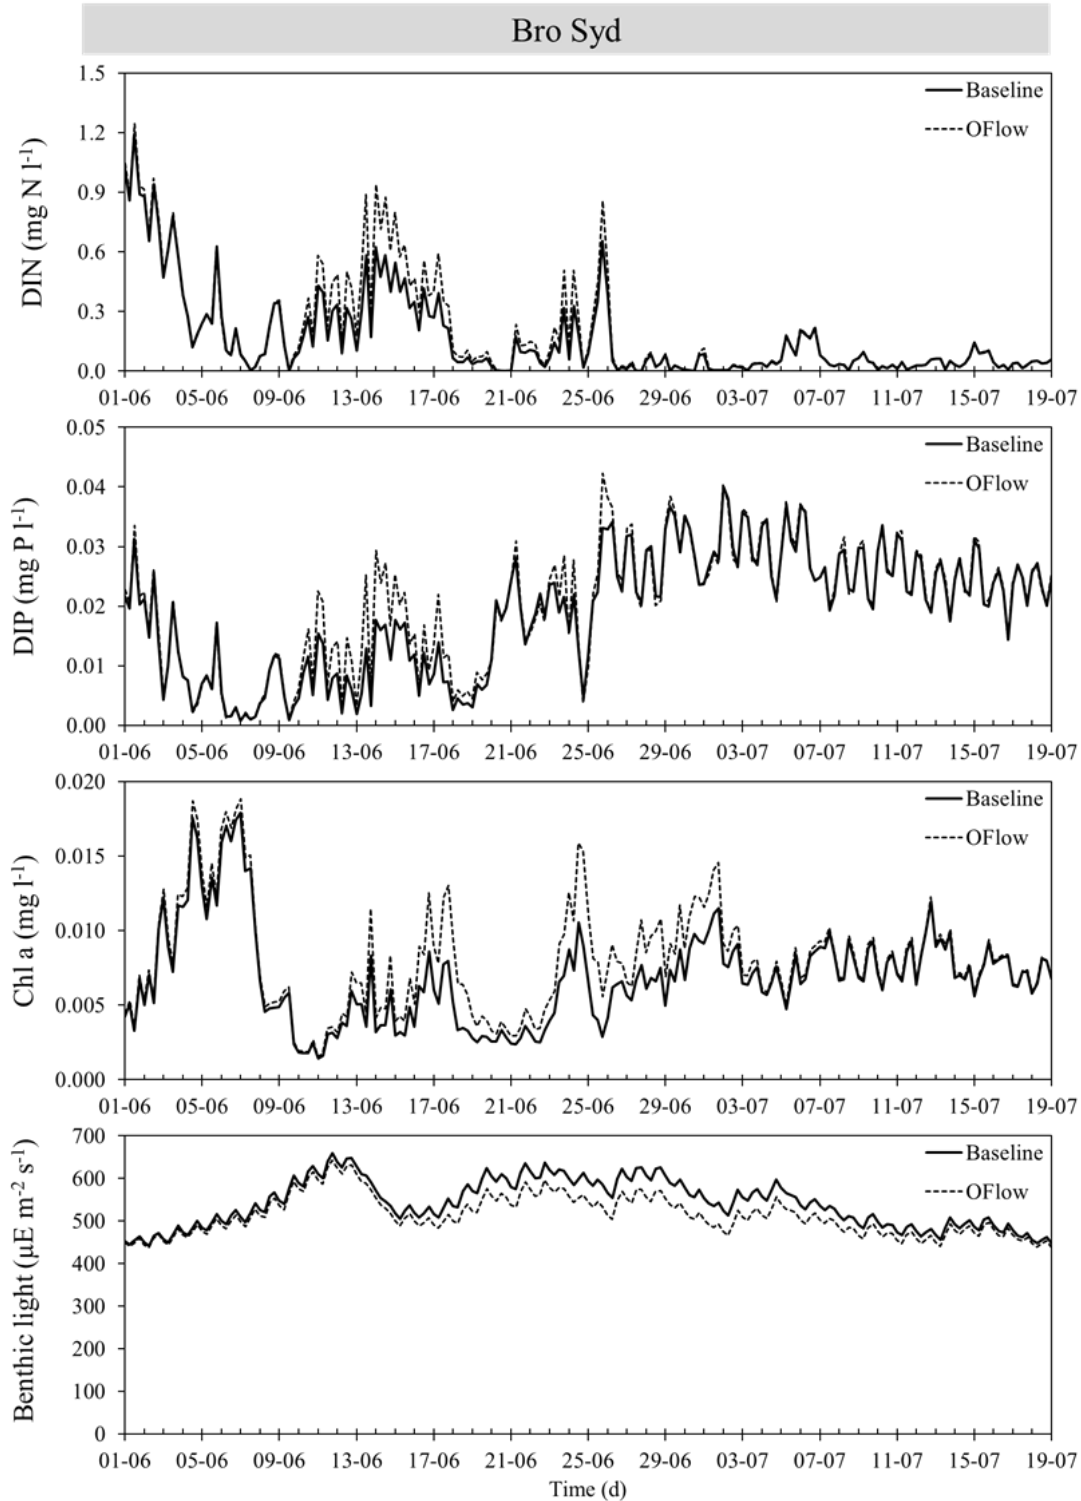 Bro Syd
DIN (mg N l-1)
1.5
1.2
0.9
0.6
0.3
0.0
Baseline
OFlow
01-06 05-06 09-06 13-06 17-06 21-06 25-06 29-06 03-07 07-07 11-07 15-07 19-07
DIP (mg P l-1)
0.05
0.04
0.03
0.02
0.01
0.00
Baseline
OFlow
01-06 05-06 09-06 13-06 17-06 21-06 25-06 29-06 03-07 07-07 11-07 15-07 19-07
Chl a (mg l-1)
0.020
0.015
0.010
0.005
0.000
Baseline
OFlow
01-06 05-06 09-06 13-06 17-06 21-06 25-06 29-06 03-07 07-07 11-07 15-07 19-07
Benthic light (µE m-2 s-1)
700
600
500
400
300
200
100
0
Baseline
OFlow
01-06 05-06 09-06 13-06 17-06 21-06 25-06 29-06 03-07 07-07 11-07 15-07 19-07
Time (d)